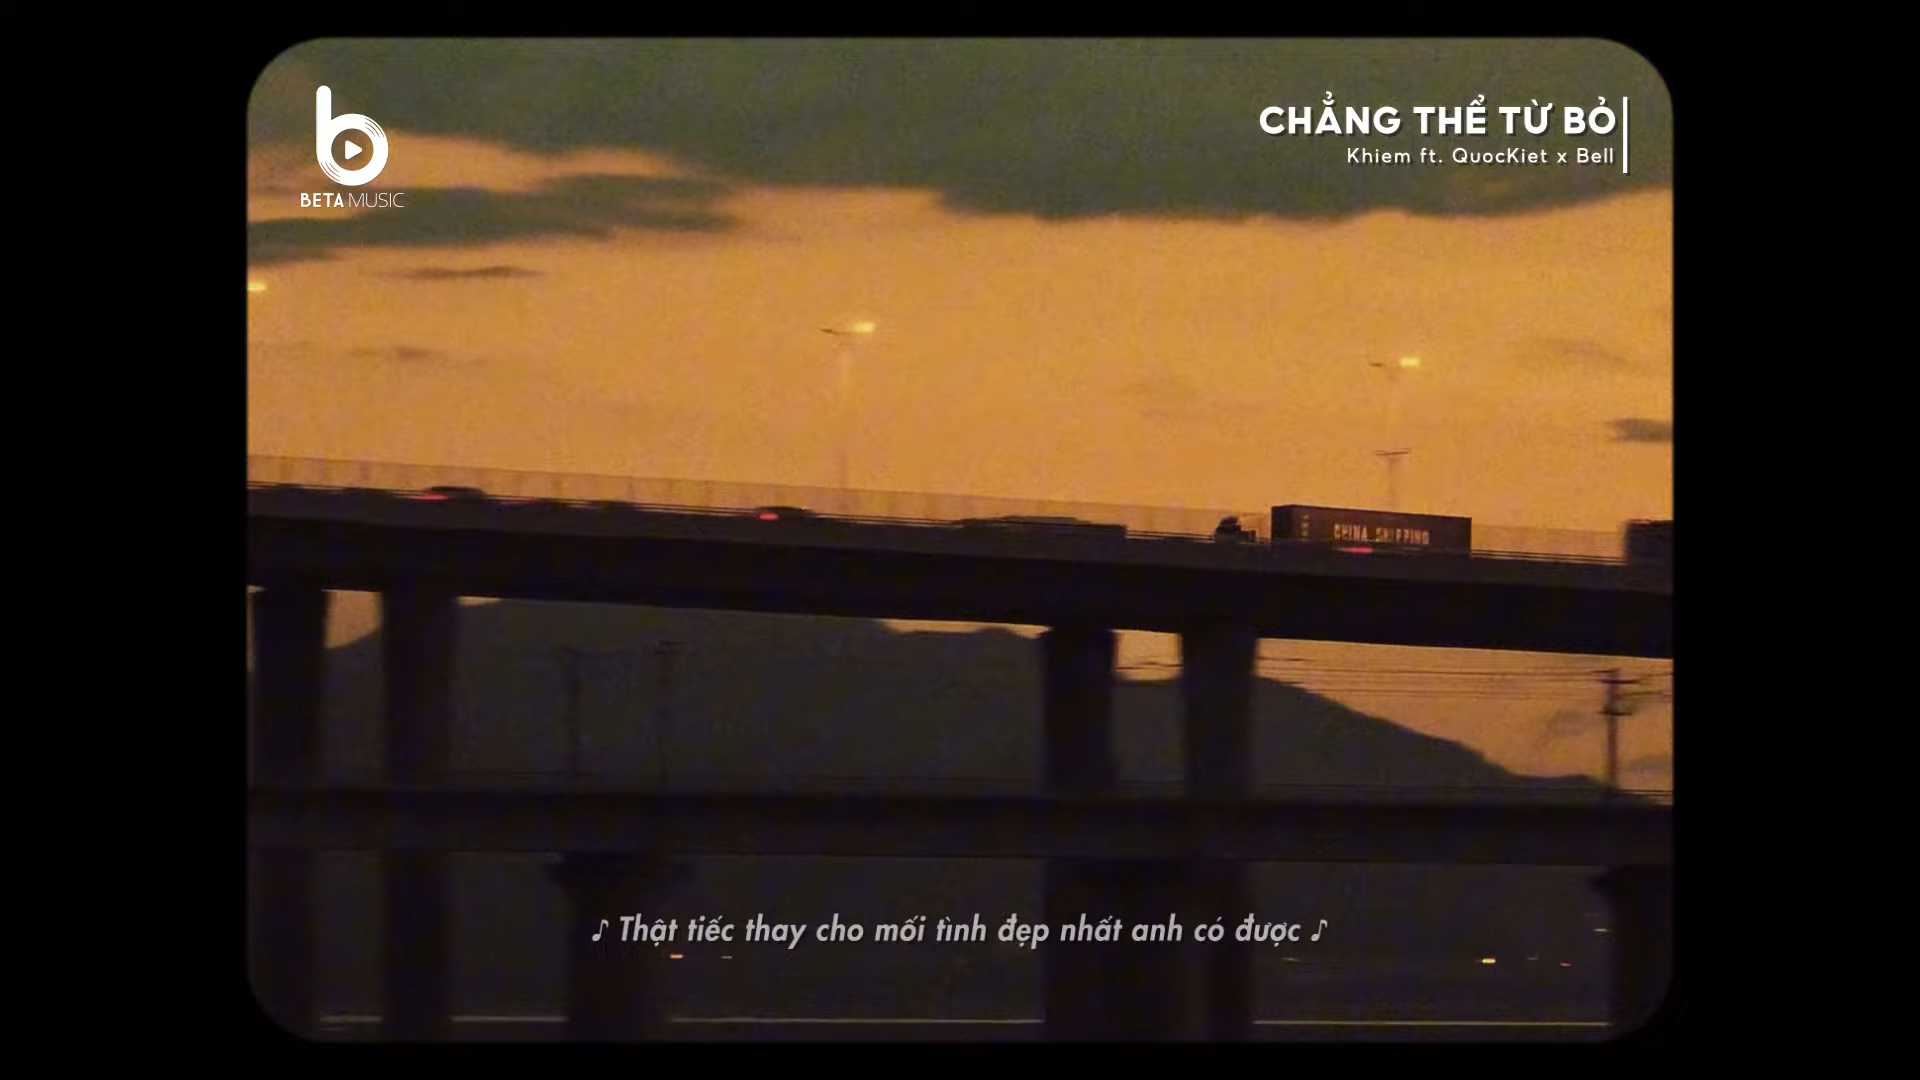 BETA MUSIC
CHẲNG THỂ TỪ BỎ
Khiem ft. QuocKiet x Bell
CHINA SHIPPING
♪ Thật tiếc thay cho mối tình đẹp nhất anh có được ♪